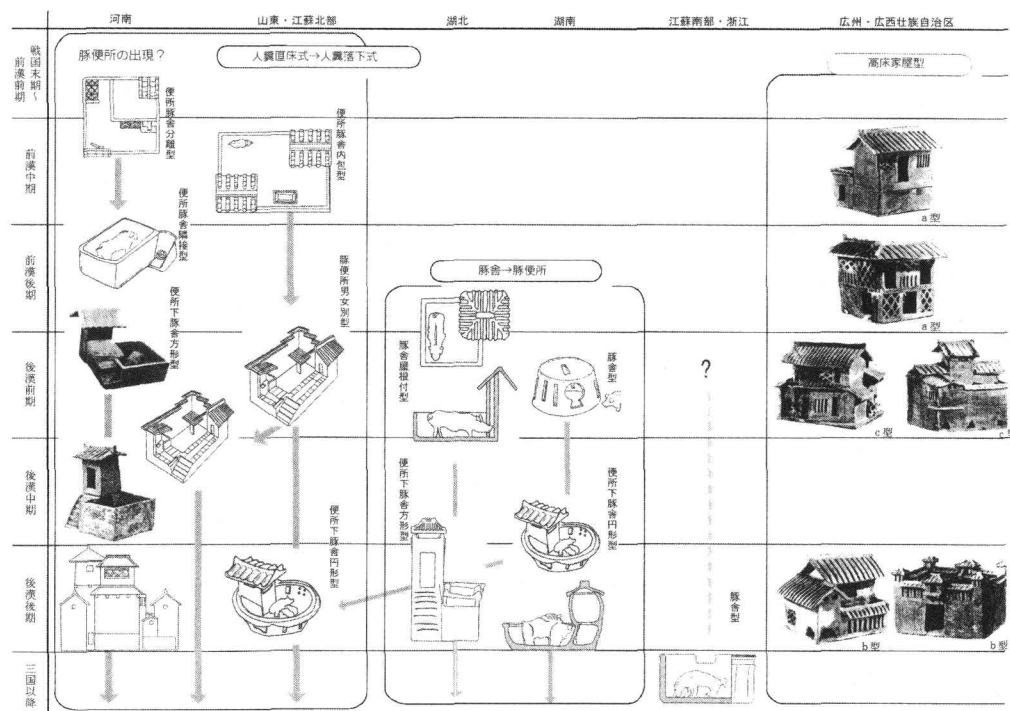 河南
山東・江蘇北部
湖北
湖南
江蘇南部・浙江
広州・広西壮族自治区
戦国末期～
前漢前期
豚便所の出現？
人糞直床式→人糞落下式
高床家屋型
便所豚舎分離型
便所豚舎内包型
前漢中期
a型
便所豚舎隣接型
前漢後期
豚便所男女別型
豚舎→豚便所
a型
便所下豚舎方形型
後漢前期
豚舎屋根付型
豚舎型
?
c型
c
後漢中期
便所下豚舎円形型
便所下豚舎方形型
便所下豚舎円形型
後漢後期
豚舎型
b型
b型
三国以降